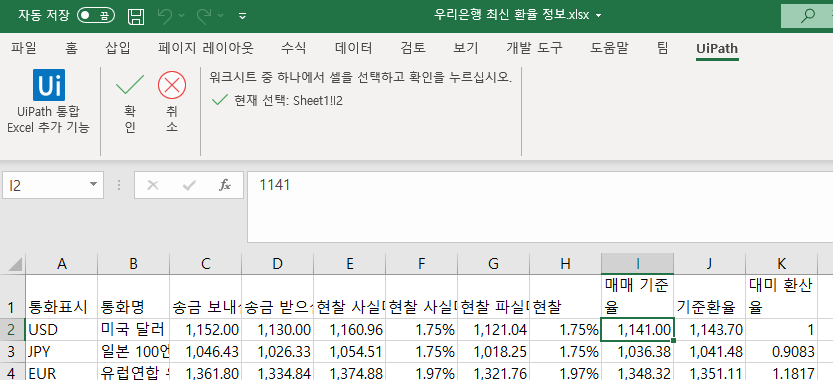 자동 저장 끔 우리은행 최신 환율 정보.xlsx
파일 홈 삽입 페이지 레이아웃 수식 데이터 검토 보기 개발 도구 도움말 팀 UiPath
Ui
UiPath 통합
Excel 추가 기능
확
인
취
소
워크시트 중 하나에서 셀을 선택하고 확인을 누르십시오.
현재 선택: Sheet1!I2
I2 fx 1141
A B C D E F G H I J K
1 통화표시 통화명 송금 보내 송금 받으 현찰 사실 현찰 사실 현찰 파실 현찰 매매 기준 율 기준환율 대미 환산 율
2 USD 미국 달러 1,152.00 1,130.00 1,160.96 1.75% 1,121.04 1.75% 1,141.00 1,143.70 1
3 JPY 일본 100엔 1,046.43 1,026.33 1,054.51 1.75% 1,018.25 1.75% 1,036.38 1,041.48 0.9083
4 EUR 유럽연합 1,361.80 1,334.84 1,374.88 1.97% 1,321.76 1.97% 1,348.32 1,351.11 1.1817